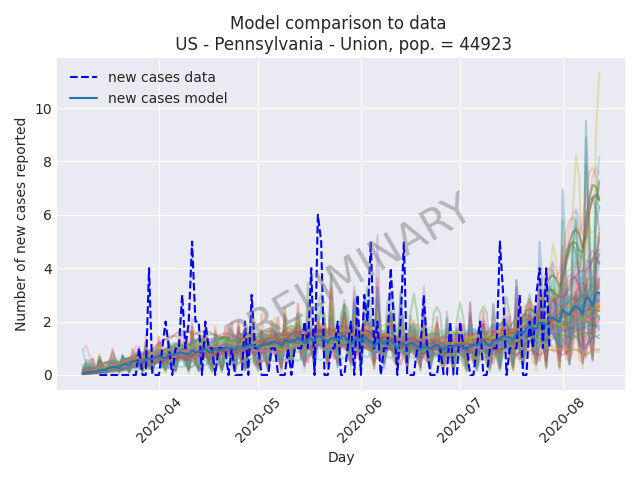 Model comparison to data
US - Pennsylvania - Union, pop. = 44923
new cases data
new cases model
Number of new cases reported
10
8
6
4
2
0
PRELIMINARY
2020-04
2020-05
2020-06
2020-07
2020-08
Day